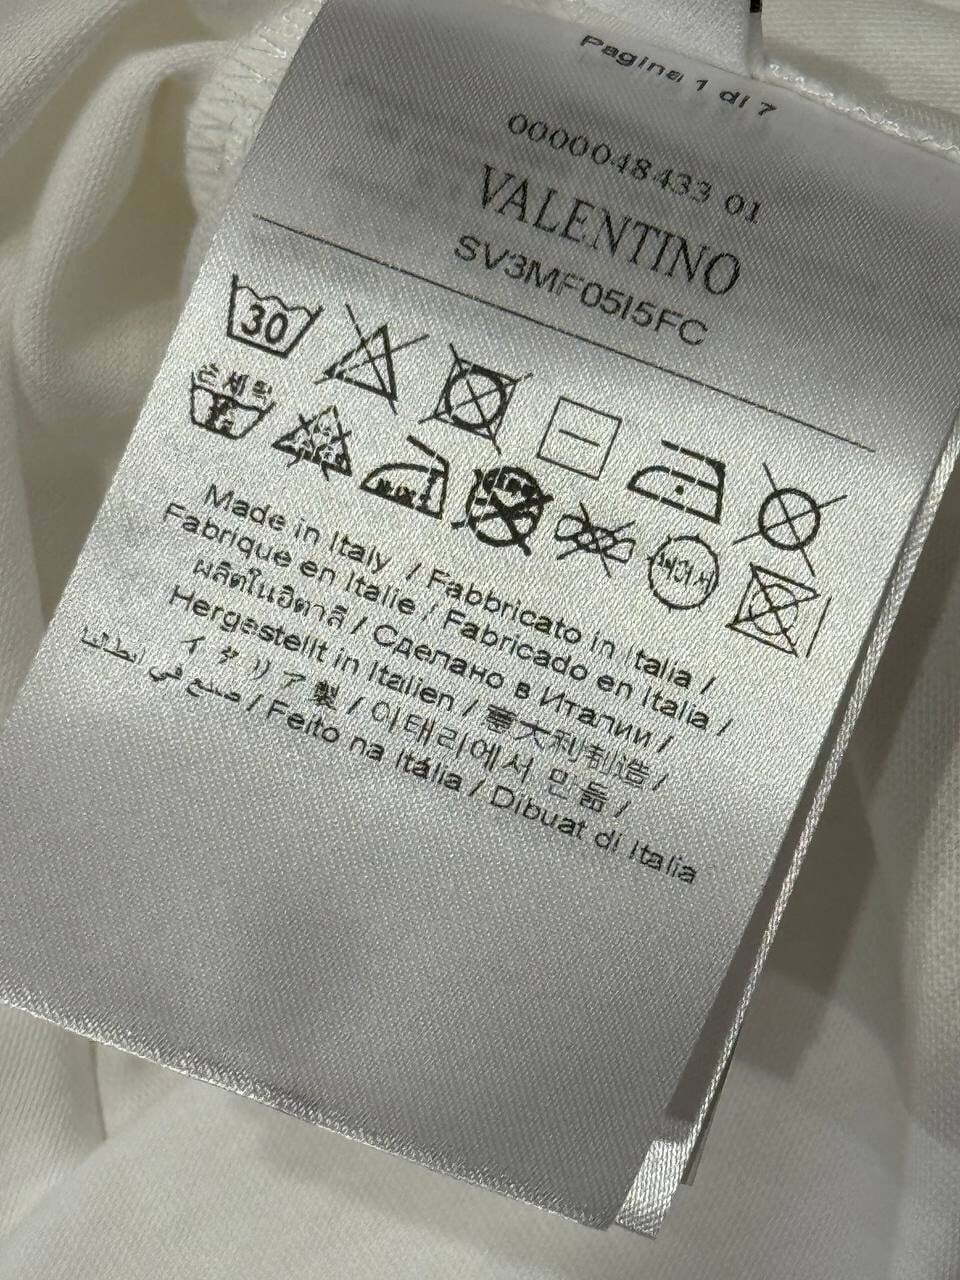 Pagina 1 di 7
0000048433 01
VALENTINO
SV3MF05I5FC
30
손세탁
Made in Italy / Fabbricato in Italia /
Fabrique en Italie / Fabricado en Italia /
ผลิตในอิตาลี / Сделано в Италии /
Hergestellt in Italien / 意大利制造 /
イタリア製 / 이태리에서 만듦 /
صنع في ايطاليا / Feito na Itália / Dibuat di Italia